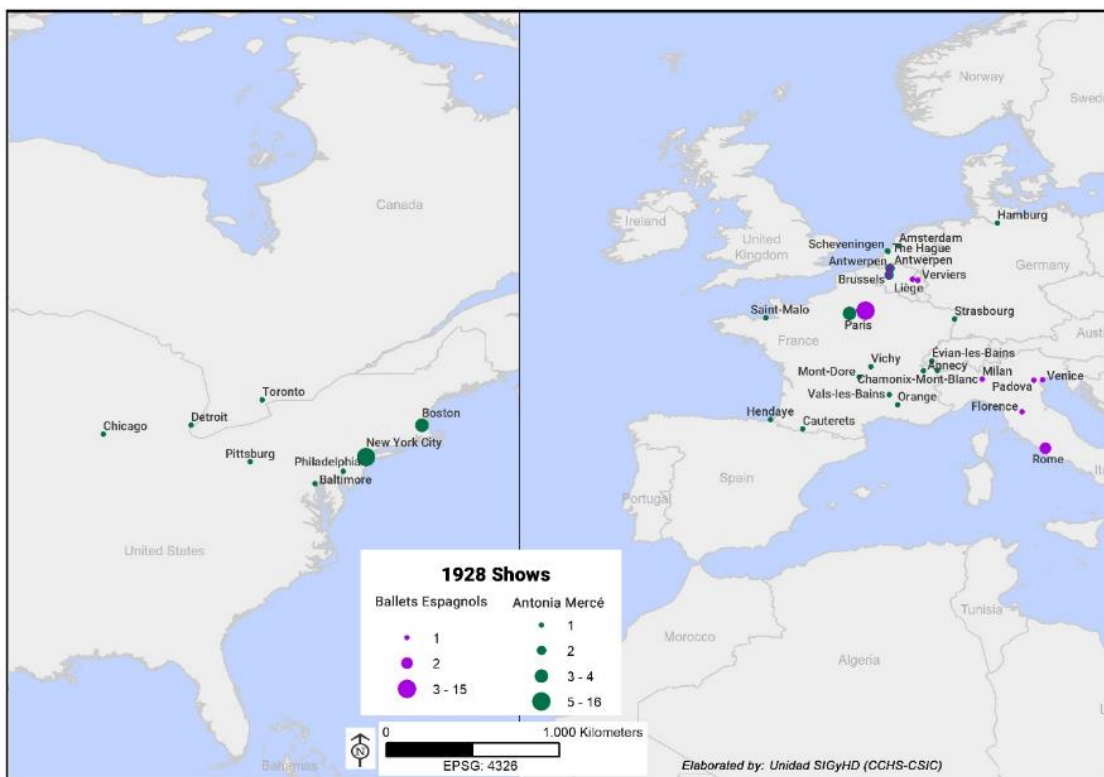 Canada
Toronto
Detroit
Chicago
Boston
New York City
Pittsburg
Philadelphia
Baltimore
United States
Bahamas
Norway
Swede
Ireland
United
Kingdom
Hamburg
Amsterdam
Scheveningen
The Hague
Antwerpen
Antwerpen
Brussels
Verviers
Liège
Germany
Saint-Malo
Paris
Strasbourg
France
Aust
Vichy
Évian-les-Bains
Mont-Dore
Annecy
Milan
Venice
Chamonix-Mont-Blanc
Padova
Vals-les-Bains
Orange
Florence
Hendaye
Cauterets
Rome
Ita
Spain
Portugal
Morocco
Algeria
Tunisia
1928 Shows
Ballets Espagnols
1
2
3 - 15
Antonia Mercé
1
2
3 - 4
5 - 16
N
0
1.000 Kilometers
EPSG: 4326
Elaborated by: Unidad SIGyHD (CCHS-CSIC)